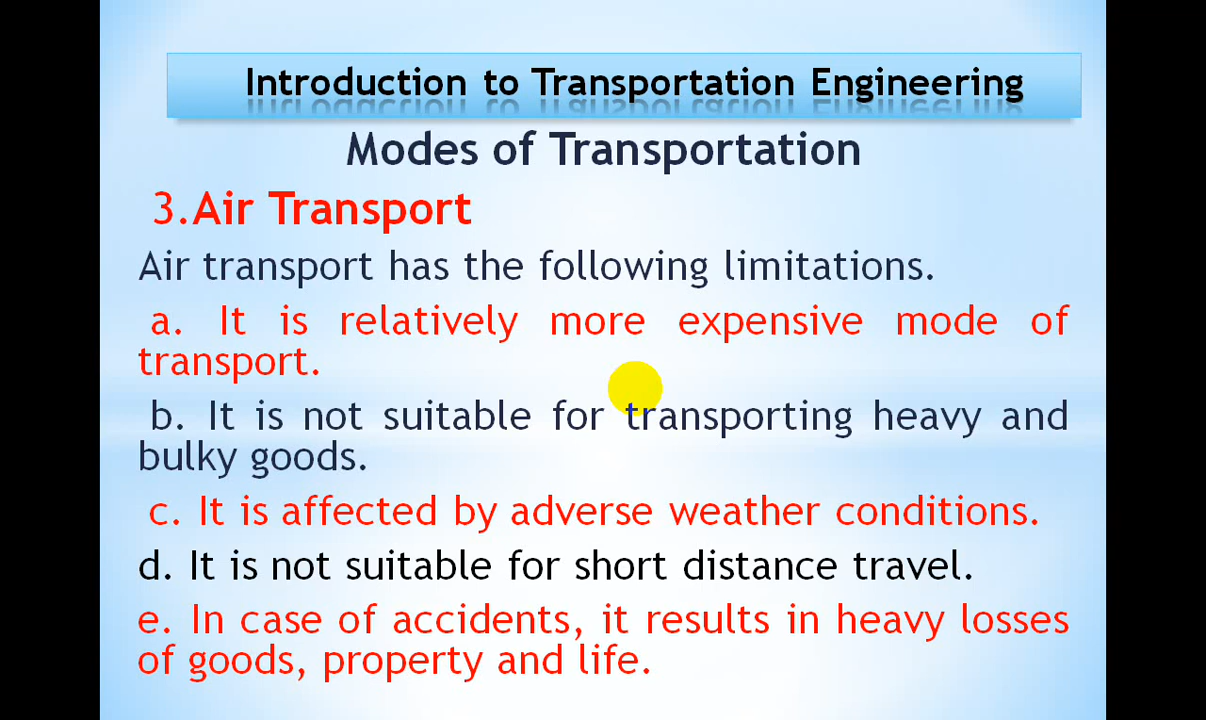 Introduction to Transportation Engineering
Modes of Transportation
3.Air Transport
Air transport has the following limitations.
a. It is relatively more expensive mode of
transport.
b. It is not suitable for transporting heavy and
bulky goods.
c. It is affected by adverse weather conditions.
d. It is not suitable for short distance travel.
e. In case of accidents, it results in heavy losses
of goods, property and life.